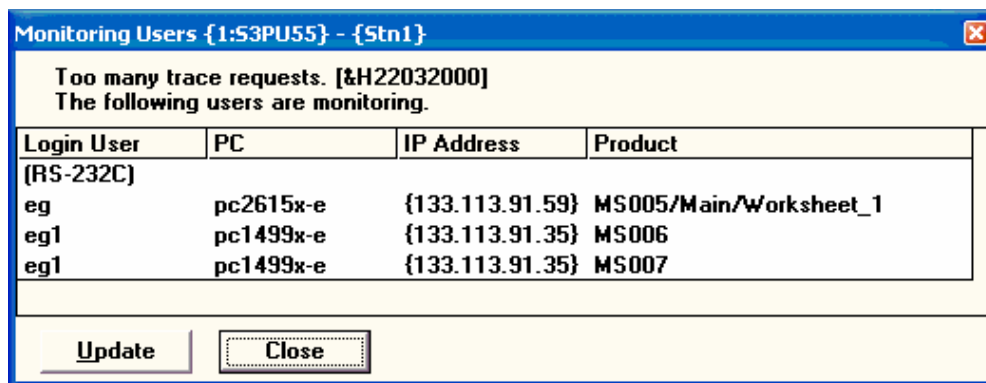 Monitoring Users {1:S3PU55} - {Stn1}
Too many trace requests. [&H22032000]
The following users are monitoring.
Login User PC IP Address Product
(RS-232C)
eg pc2615x-e {133.113.91.59} MS005/Main/Worksheet_1
eg1 pc1499x-e {133.113.91.35} MS006
eg1 pc1499x-e {133.113.91.35} MS007
Update Close